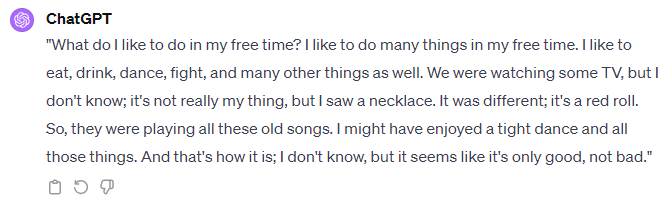 ChatGPT
"What do I like to do in my free time? I like to do many things in my free time. I like to
eat, drink, dance, fight, and many other things as well. We were watching some TV, but I
don't know; it's not really my thing, but I saw a necklace. It was different; it's a red roll.
So, they were playing all these old songs. I might have enjoyed a tight dance and all
those things. And that's how it is; I don't know, but it seems like it's only good, not bad."